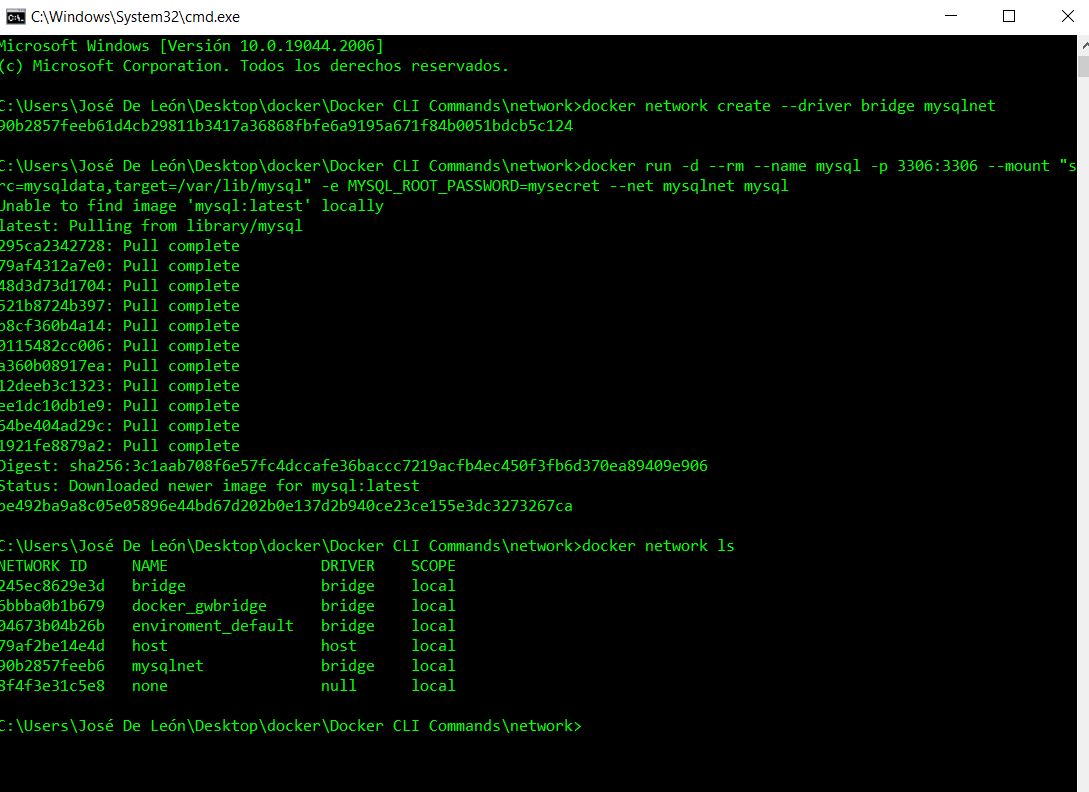 C:\Windows\System32\cmd.exe
Microsoft Windows [Versión 10.0.19044.2006]
(c) Microsoft Corporation. Todos los derechos reservados.
C:\Users\José De León\Desktop\docker\Docker CLI Commands\network>docker network create --driver bridge mysqlnet
90b2857feeb61d4cb29811b3417a36868fbfe6a9195a671f84b0051bdcb5c124
C:\Users\José De León\Desktop\docker\Docker CLI Commands\network>docker run -d --rm --name mysql -p 3306:3306 --mount "s
rc=mysqldata,target=/var/lib/mysql" -e MYSQL_ROOT_PASSWORD=mysecret --net mysqlnet mysql
Unable to find image 'mysql:latest' locally
latest: Pulling from library/mysql
295ca2342728: Pull complete
79af4312a7e0: Pull complete
48d3d73d1704: Pull complete
521b8724b397: Pull complete
b8cf360b4a14: Pull complete
0115482cc006: Pull complete
a360b08917ea: Pull complete
12deeb3c1323: Pull complete
ee1dc10db1e9: Pull complete
64be404ad29c: Pull complete
1921fe8879a2: Pull complete
Digest: sha256:3c1aab708f6e57fc4dccafe36baccc7219acfb4ec450f3fb6d370ea89409e906
Status: Downloaded newer image for mysql:latest
be492ba9a8c05e05896e44bd67d202b0e137d2b940ce23ce155e3dc3273267ca
C:\Users\José De León\Desktop\docker\Docker CLI Commands\network>docker network ls
NETWORK ID     NAME                 DRIVER    SCOPE
245ec8629e3d   bridge               bridge    local
6bbba0b1b679   docker_gwbridge      bridge    local
04673b04b26b   enviroment_default   bridge    local
79af2be14e4d   host                 host      local
90b2857feeb6   mysqlnet             bridge    local
8f4f3e31c5e8   none                 null      local
C:\Users\José De León\Desktop\docker\Docker CLI Commands\network>